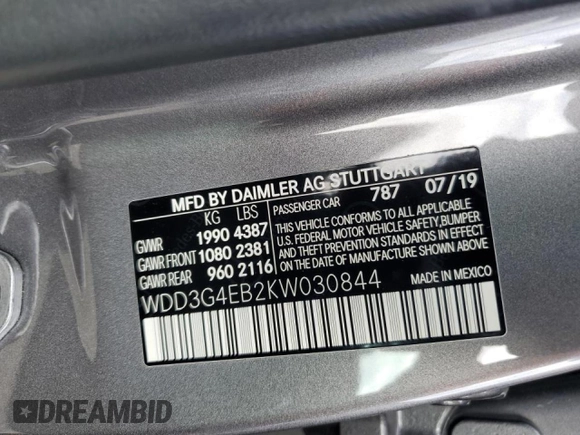 MFD BY DAIMLER AG STUTTGART
KG LBS PASSENGER CAR 787 07/19
GVWR 1990 4387
GAWR FRONT 1080 2381
GAWR REAR 960 2116
THIS VEHICLE CONFORMS TO ALL APPLICABLE
U.S. FEDERAL MOTOR VEHICLE SAFETY, BUMPER
AND THEFT PREVENTION STANDARDS IN EFFECT
ON THE DATE OF MANUFACTURE SHOWN ABOVE.
WDD3G4EB2KW030844 MADE IN MEXICO
DREAMBID